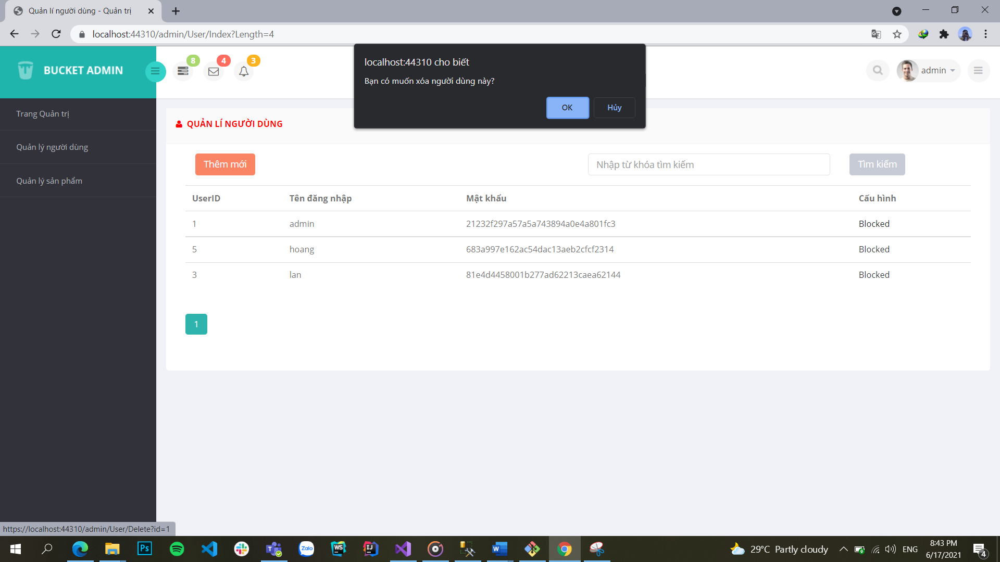 Quản lí người dùng - Quản trị
localhost:44310/admin/User/Index?Length=4
BUCKET ADMIN
8
4
3
localhost:44310 cho biết
Bạn có muốn xóa người dùng này?
OK
Hủy
admin
Trang Quản trị
Quản lý người dùng
Quản lý sản phẩm
QUẢN LÍ NGƯỜI DÙNG
Thêm mới
Nhập từ khóa tìm kiếm
Tìm kiếm
UserID Tên đăng nhập Mật khẩu Cấu hình
1 admin 21232f297a57a5a743894a0e4a801fc3 Blocked
5 hoang 683a997e162ac54dac13aeb2cfcf2314 Blocked
3 lan 81e4d4458001b277ad62213caea62144 Blocked
1
https://localhost:44310/admin/User/Delete?id=1
Ps
Zalo
WS
IJ
W
29°C Partly cloudy
ENG
8:43 PM
6/17/2021
4